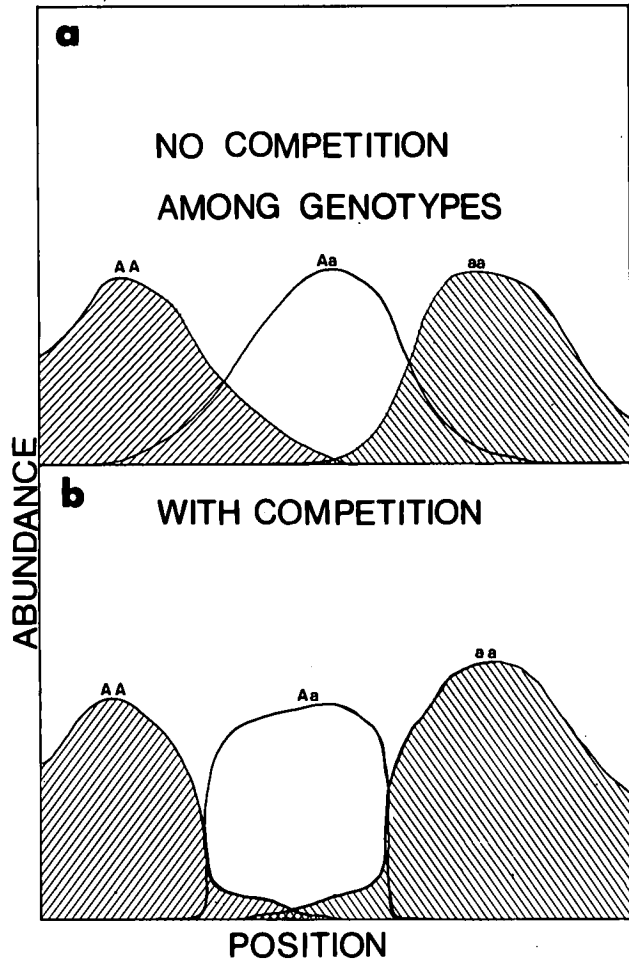 a
NO COMPETITION
AMONG GENOTYPES
AA
Aa
aa
ABUNDANCE
b
WITH COMPETITION
AA
Aa
aa
POSITION